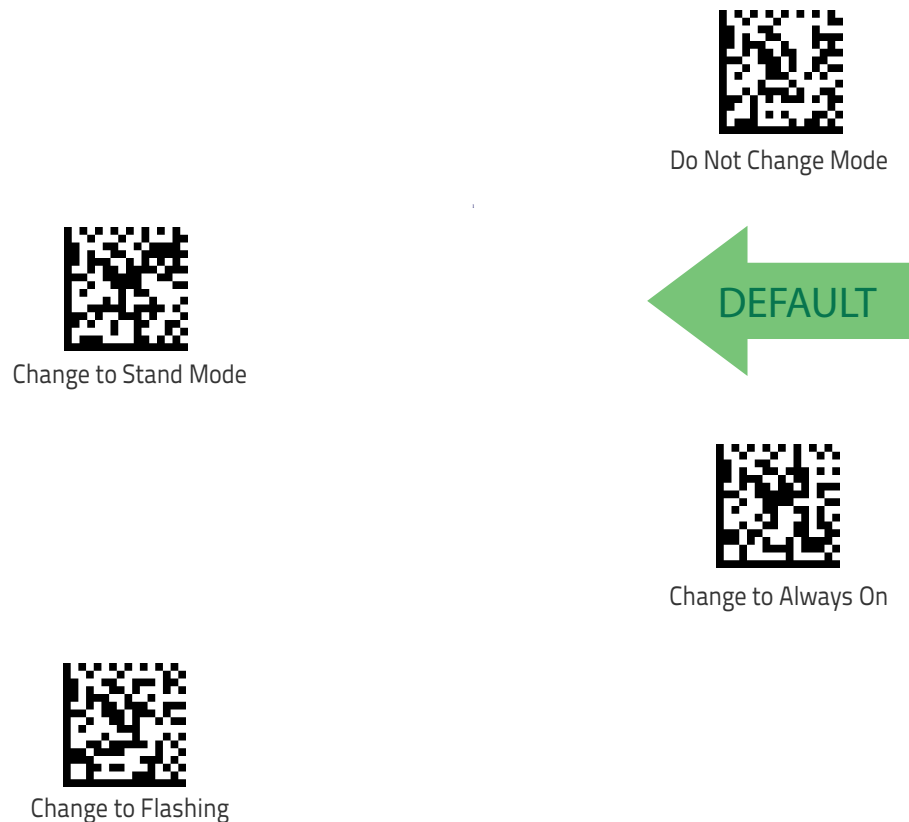 Do Not Change Mode
Change to Stand Mode
DEFAULT
Change to Always On
Change to Flashing